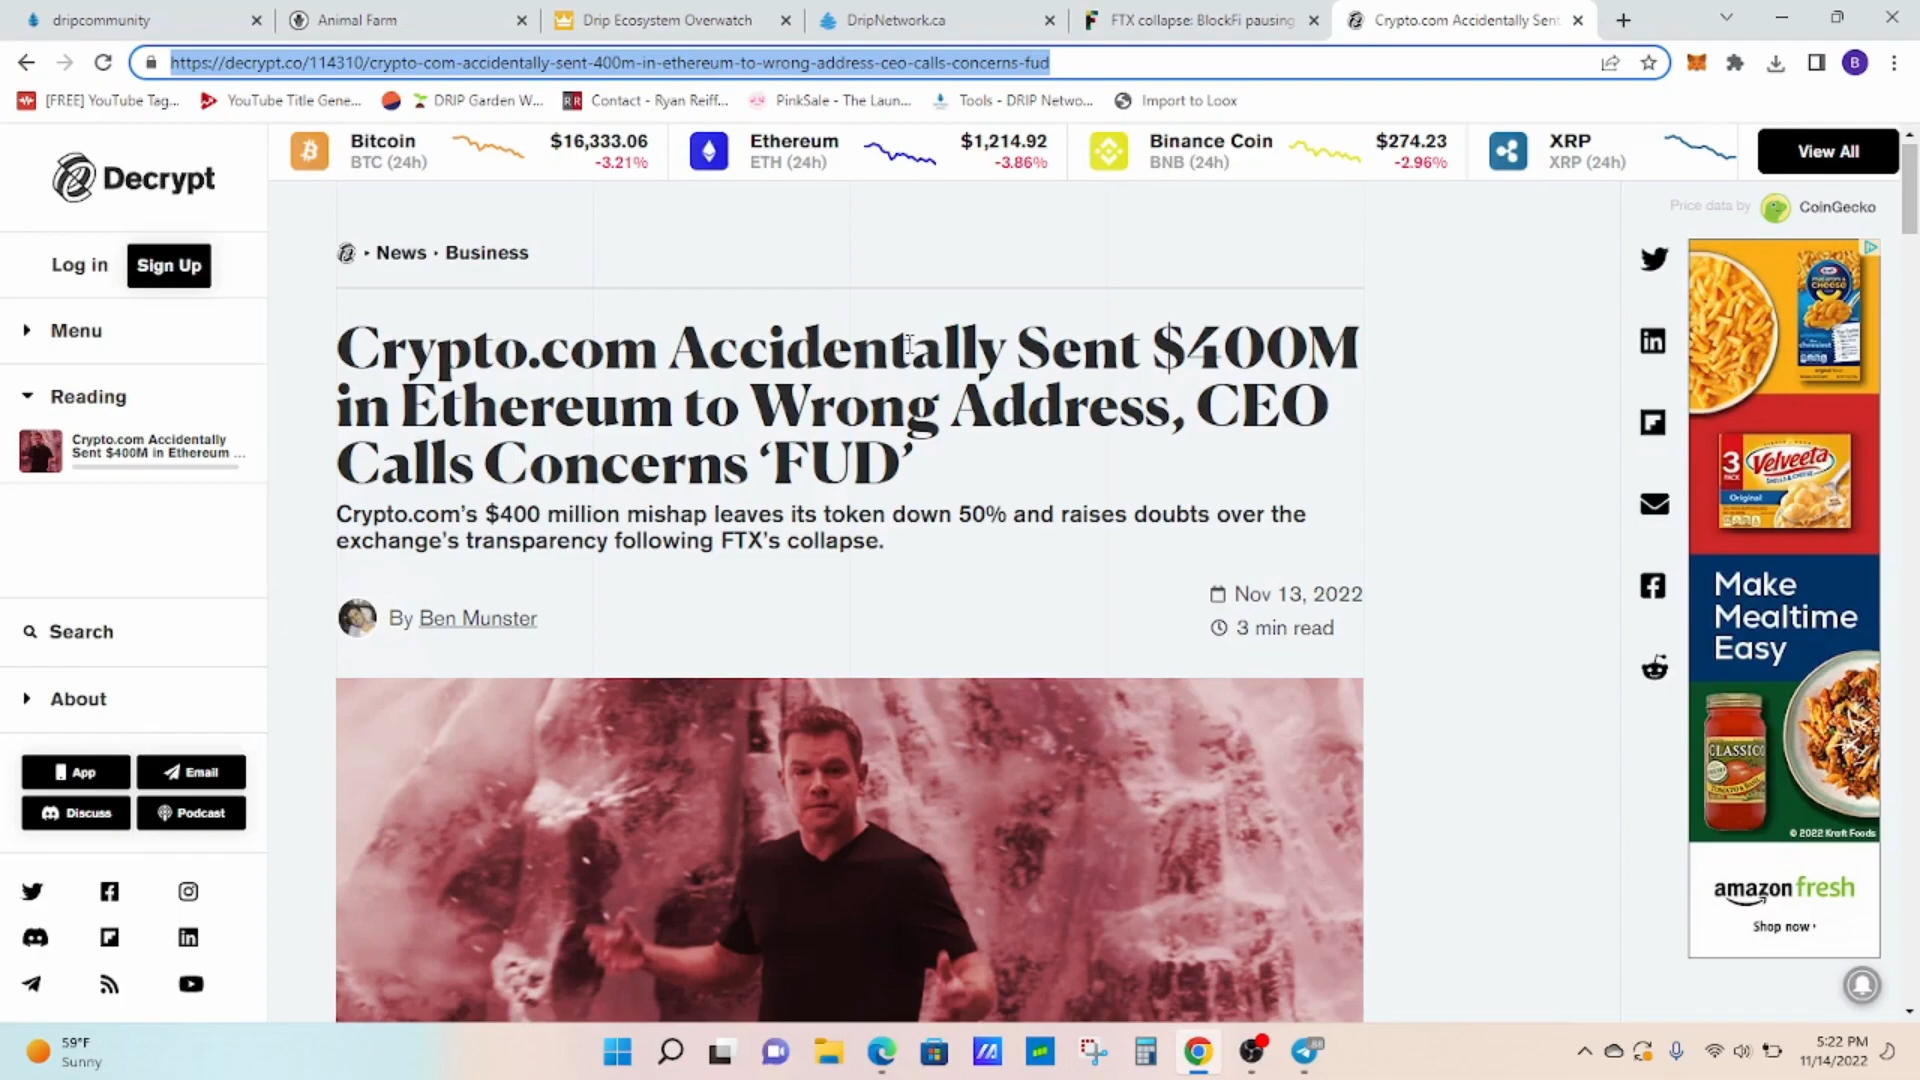 dripcommunity
Animal Farm
Drip Ecosystem Overwatch
DripNetwork.ca
FTX collapse: BlockFi pausing
Crypto.com Accidentally Sent
https://decrypt.co/114310/crypto-com-accidentally-sent-400m-in-ethereum-to-wrong-address-ceo-calls-concerns-fud
B
[FREE] YouTube Tag...
YouTube Title Gene...
DRIP Garden W...
RR
Contact - Ryan Reiff...
PinkSale - The Laun...
Tools - DRIP Netwo...
Import to Loox
Decrypt
Bitcoin
BTC (24h)
$16,333.06
-3.21%
Ethereum
ETH (24h)
$1,214.92
-3.86%
Binance Coin
BNB (24h)
$274.23
-2.96%
XRP
XRP (24h)
View All
Price data by CoinGecko
Log in
Sign Up
Menu
Reading
Crypto.com Accidentally
Sent $400M in Ethereum ...
Search
About
App
Email
Discuss
Podcast
News · Business
Crypto.com Accidentally Sent $400M
in Ethereum to Wrong Address, CEO
Calls Concerns ‘FUD’
Crypto.com’s $400 million mishap leaves its token down 50% and raises doubts over the
exchange’s transparency following FTX’s collapse.
By Ben Munster
Nov 13, 2022
3 min read
3
Velveeta
Original
Make
Mealtime
Easy
CLASSICO
© 2022 Kraft Foods
amazon fresh
Shop now ›
59°F
Sunny
88
5:22 PM
11/14/2022